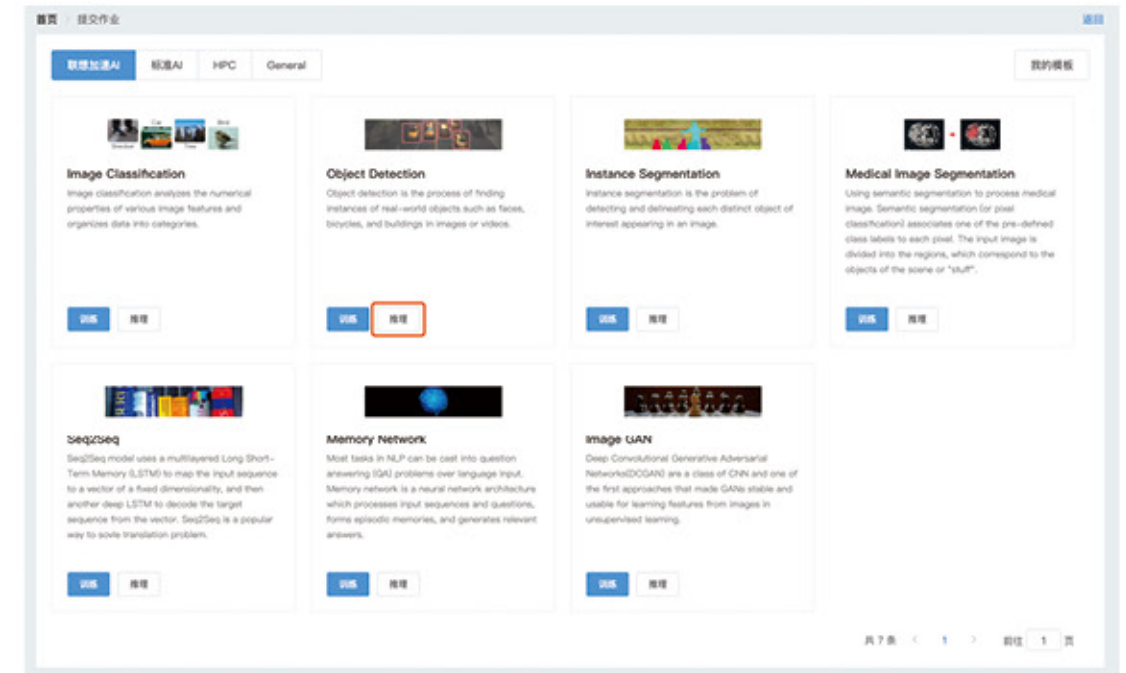 首页 提交作业 返回
联想加速AI 标准AI HPC General 我的模板
Car Bird
Tree
Image Classification
Image classification analyzes the numerical
properties of various image features and
organizes data into categories.
训练 推理
Object Detection
Object detection is the process of finding
instances of real-world objects such as faces,
bicycles, and buildings in images or videos.
训练 推理
Instance Segmentation
Instance segmentation is the problem of
detecting and delineating each distinct object of
interest appearing in an image.
训练 推理
Medical Image Segmentation
Using semantic segmentation to process medical
image. Semantic segmentation (or pixel
classification) associates one of the pre-defined
class labels to each pixel. The input image is
divided into the regions, which correspond to the
objects of the scene or "stuff".
训练 推理
Seq2Seq
Seq2Seq model uses a multilayered Long Short-
Term Memory (LSTM) to map the input sequence
to a vector of a fixed dimensionality, and then
another deep LSTM to decode the target
sequence from the vector. Seq2Seq is a popular
way to sovle translation problem.
训练 推理
Memory Network
Most tasks in NLP can be cast into question
answering (QA) problems over language input.
Memory network is a neural network architecture
which processes input sequences and questions,
forms episodic memories, and generates relevant
answers.
训练 推理
Image GAN
Deep Convolutional Generative Adversarial
Networks(DCGAN) are a class of CNN and one of
the first approaches that made GANs stable and
usable for learning features from images in
unsupervised learning.
训练 推理
共 7 条 < 1 > 前往 1 页